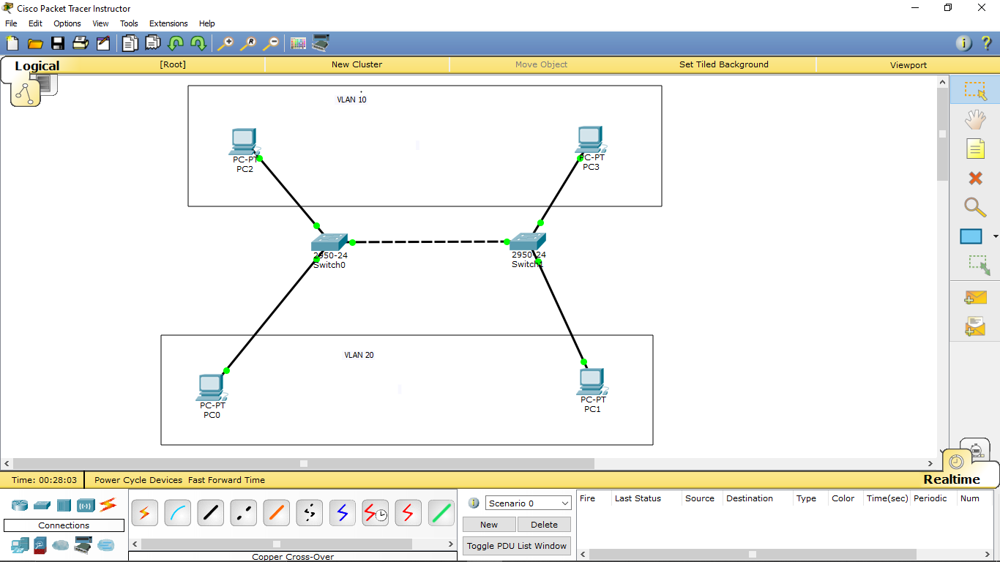 Cisco Packet Tracer Instructor
File Edit Options View Tools Extensions Help
Logical [Root] New Cluster Move Object Set Tiled Background Viewport
VLAN 10
PC-PT
PC2
PC-PT
PC3
2950-24
Switch0
2950-24
Switch1
VLAN 20
PC-PT
PC0
PC-PT
PC1
Realtime
Time: 00:28:03 Power Cycle Devices Fast Forward Time
Connections
Copper Cross-Over
Scenario 0
New Delete
Toggle PDU List Window
Fire Last Status Source Destination Type Color Time(sec) Periodic Num